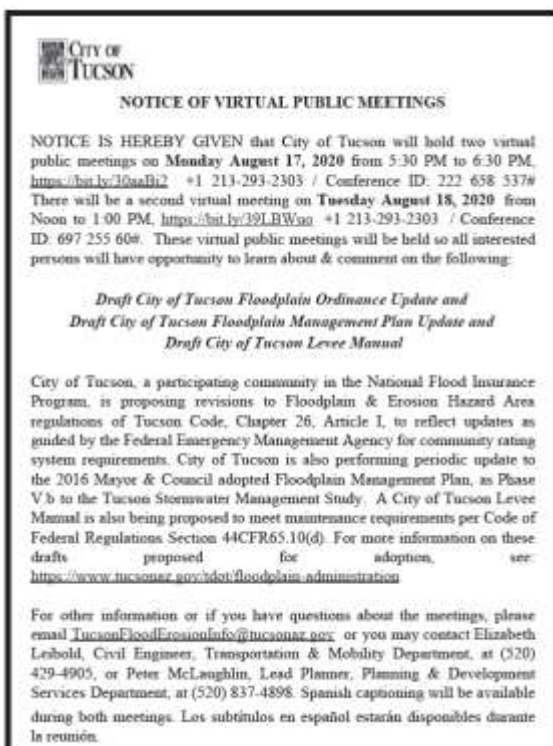 CITY OF
TUCSON
NOTICE OF VIRTUAL PUBLIC MEETINGS
NOTICE IS HEREBY GIVEN that City of Tucson will hold two virtual
public meetings on Monday August 17, 2020 from 5:30 PM to 6:30 PM,
https://bit.ly/30aaBi2 +1 213-293-2303 / Conference ID: 222 658 537#
There will be a second virtual meeting on Tuesday August 18, 2020 from
Noon to 1:00 PM, https://bit.ly/39LBWuo +1 213-293-2303 / Conference
ID: 697 255 60#. These virtual public meetings will be held so all interested
persons will have opportunity to learn about & comment on the following:
Draft City of Tucson Floodplain Ordinance Update and
Draft City of Tucson Floodplain Management Plan Update and
Draft City of Tucson Levee Manual
City of Tucson, a participating community in the National Flood Insurance
Program, is proposing revisions to Floodplain & Erosion Hazard Area
regulations of Tucson Code, Chapter 26, Article I, to reflect updates as
guided by the Federal Emergency Management Agency for community rating
system requirements. City of Tucson is also performing periodic update to
the 2016 Mayor & Council adopted Floodplain Management Plan, as Phase
V b to the Tucson Stormwater Management Study. A City of Tucson Levee
Manual is also being proposed to meet maintenance requirements per Code of
Federal Regulations Section 44CFR65.10(d). For more information on these
drafts proposed for adoption, see:
https://www.tucsonaz.gov/tdot/floodplain-administration
For other information or if you have questions about the meetings, please
email TucsonFloodErosionInfo@tucsonaz.gov or you may contact Elizabeth
Leibold, Civil Engineer, Transportation & Mobility Department, at (520)
429-4905, or Peter McLaughlin, Lead Planner, Planning & Development
Services Department, at (520) 837-4898. Spanish captioning will be available
during both meetings. Los subtítulos en español estarán disponibles durante
la reunión.